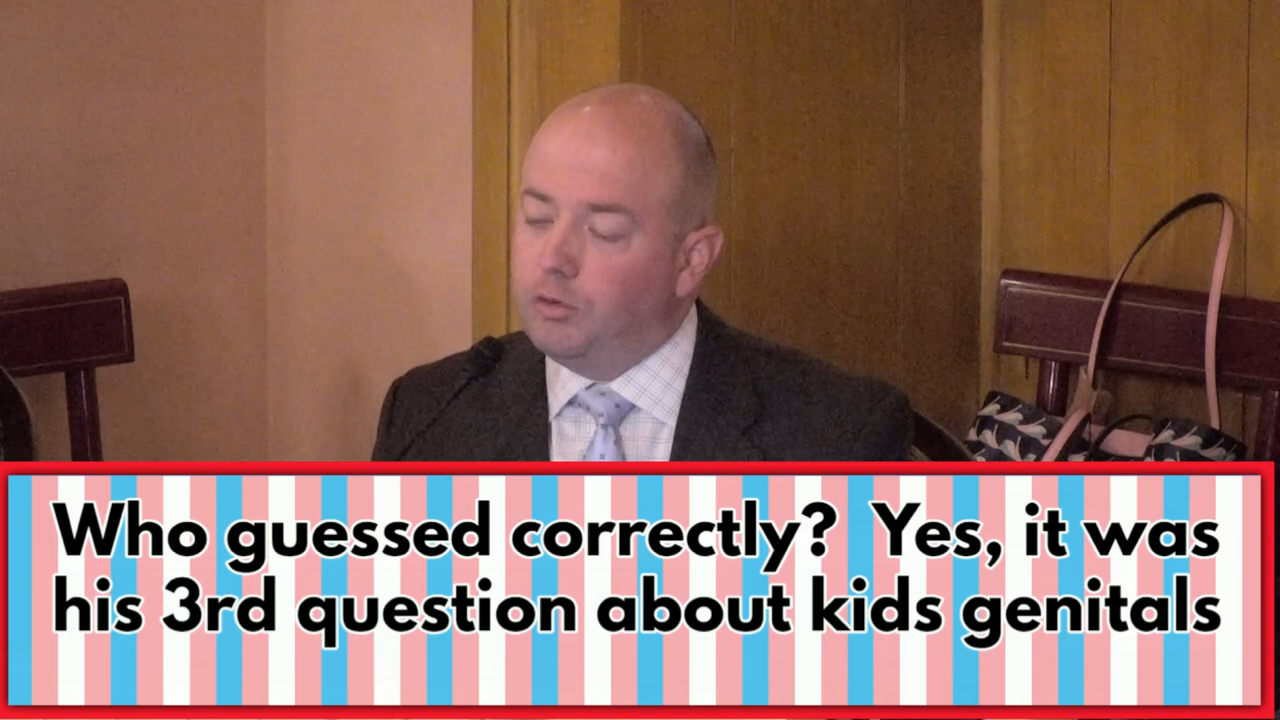 Who guessed correctly?  Yes, it was
his 3rd question about kids genitals